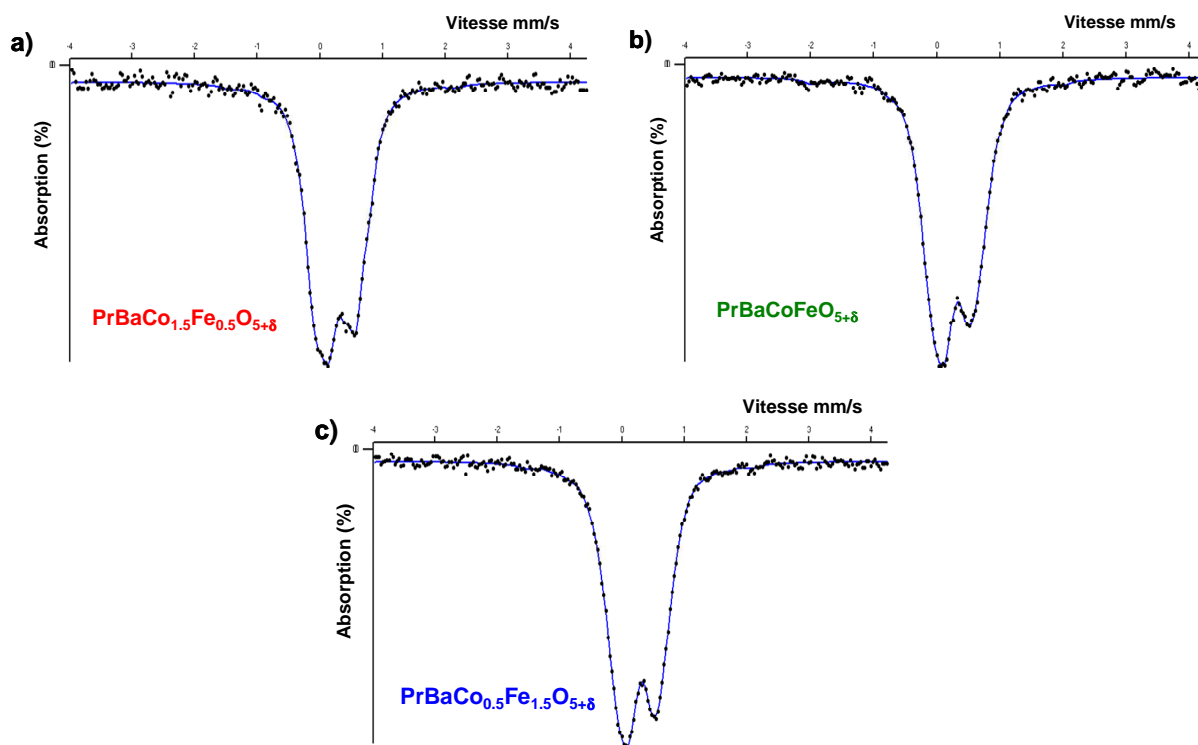 a)
Vitesse mm/s
-4 -3 -2 -1 0 1 2 3 4
Absorption (%)
PrBaCo1.5Fe0.5O5+δ
b)
Vitesse mm/s
-4 -3 -2 -1 0 1 2 3 4
Absorption (%)
PrBaCoFeO5+δ
c)
Vitesse mm/s
-4 -3 -2 -1 0 1 2 3 4
Absorption (%)
PrBaCo0.5Fe1.5O5+δ